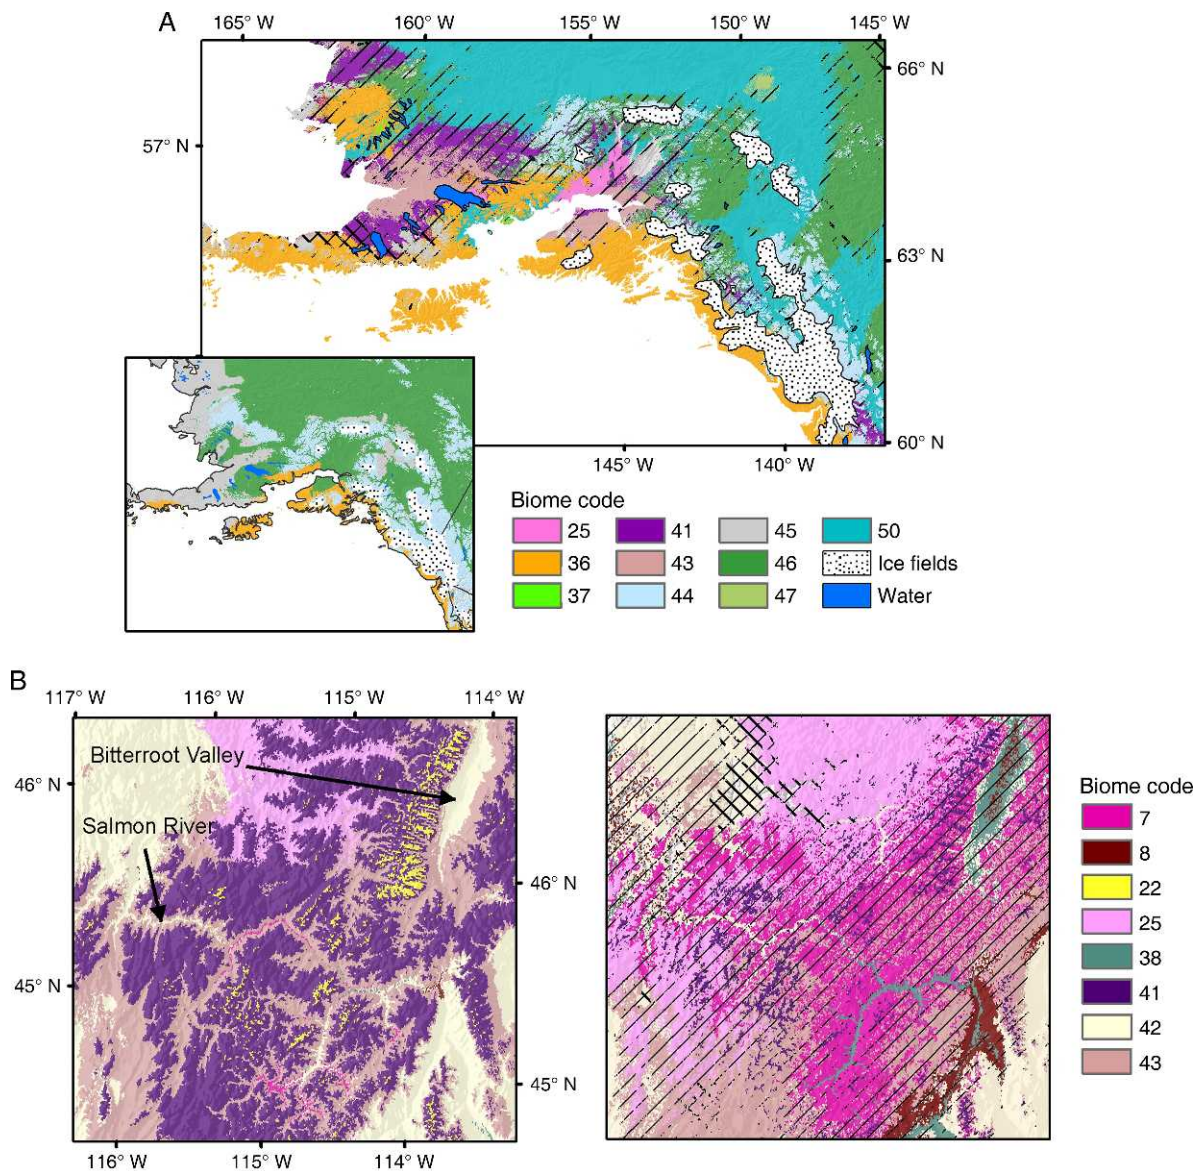 A
165° W 160° W 155° W 150° W 145° W
66° N
57° N
63° N
60° N
145° W 140° W
Biome code
25 41 45 50
36 43 46 Ice fields
37 44 47 Water
B
117° W 116° W 115° W 114° W
Bitterroot Valley
46° N
Salmon River
46° N
45° N
45° N
116° W 115° W 114° W
Biome code
7
8
22
25
38
41
42
43